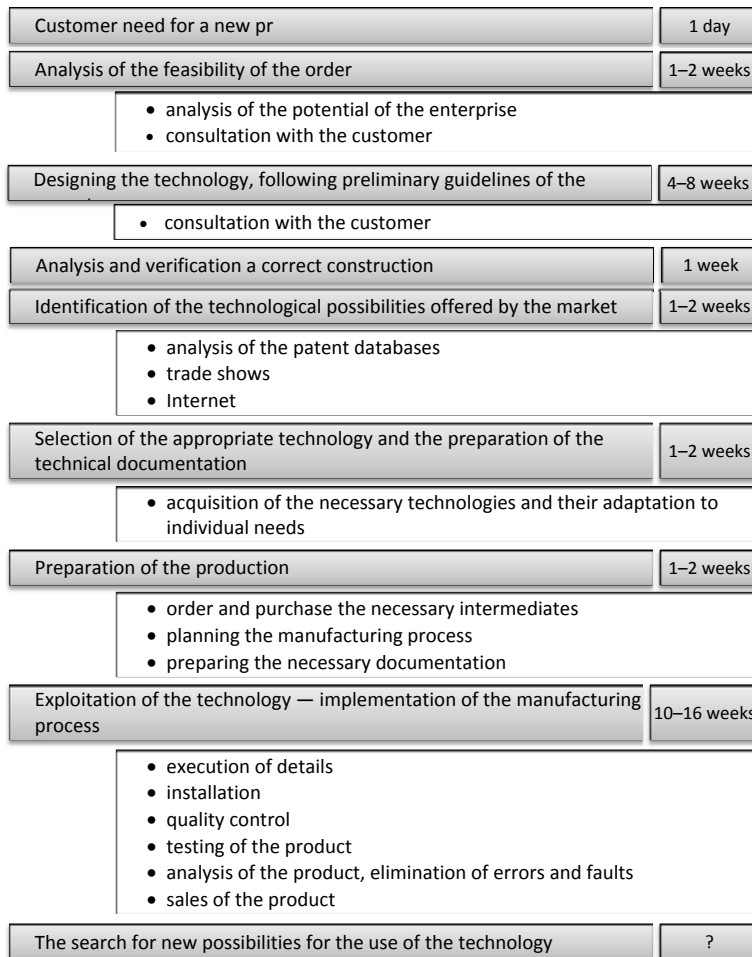 Customer need for a new pr
1 day
Analysis of the feasibility of the order
1–2 weeks
• analysis of the potential of the enterprise
• consultation with the customer
Designing the technology, following preliminary guidelines of the
4–8 weeks
• consultation with the customer
Analysis and verification a correct construction
1 week
Identification of the technological possibilities offered by the market
1–2 weeks
• analysis of the patent databases
• trade shows
• Internet
Selection of the appropriate technology and the preparation of the
technical documentation
1–2 weeks
• acquisition of the necessary technologies and their adaptation to
individual needs
Preparation of the production
1–2 weeks
• order and purchase the necessary intermediates
• planning the manufacturing process
• preparing the necessary documentation
Exploitation of the technology — implementation of the manufacturing
process
10–16 weeks
• execution of details
• installation
• quality control
• testing of the product
• analysis of the product, elimination of errors and faults
• sales of the product
The search for new possibilities for the use of the technology
?